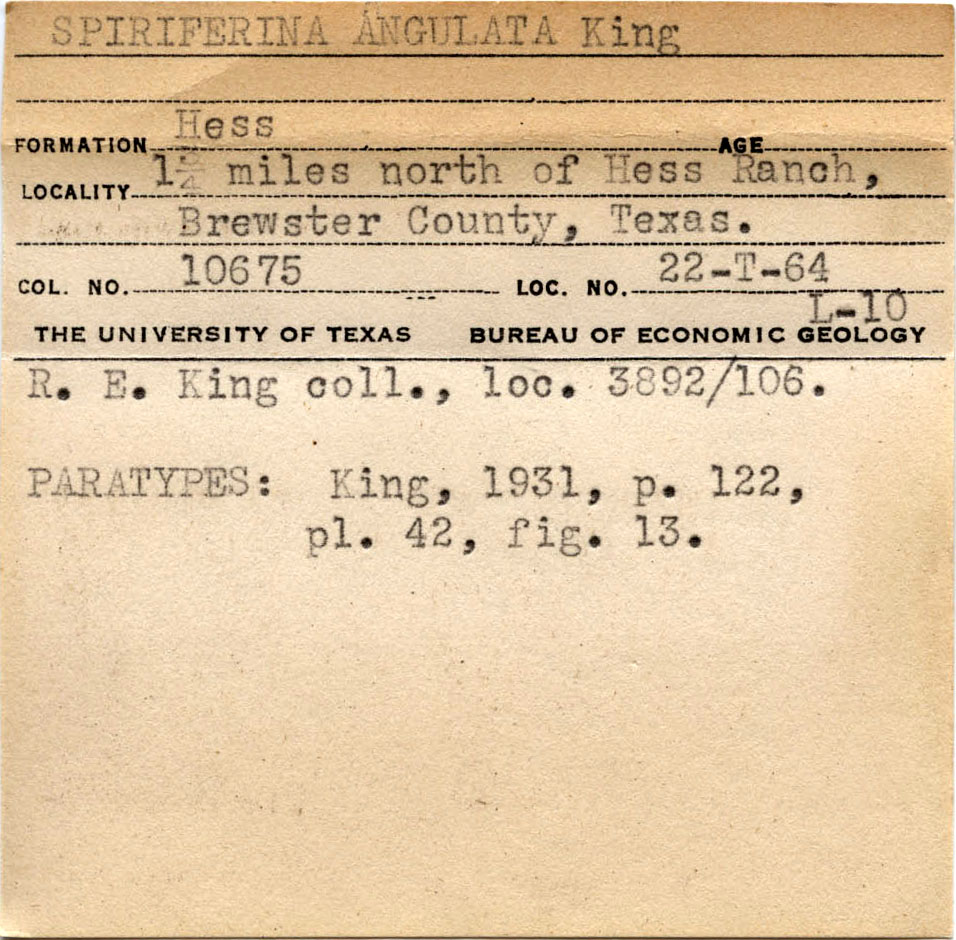 SPIRIFERINA ANGULATA King
FORMATION Hess AGE
LOCALITY 1 3/4 miles north of Hess Ranch,
Brewster County, Texas.
COL. NO. 10675 LOC. NO. 22-T-64
L-10
THE UNIVERSITY OF TEXAS BUREAU OF ECONOMIC GEOLOGY
R. E. King coll., loc. 3892/106.
PARATYPES: King, 1931, p. 122,
pl. 42, fig. 13.